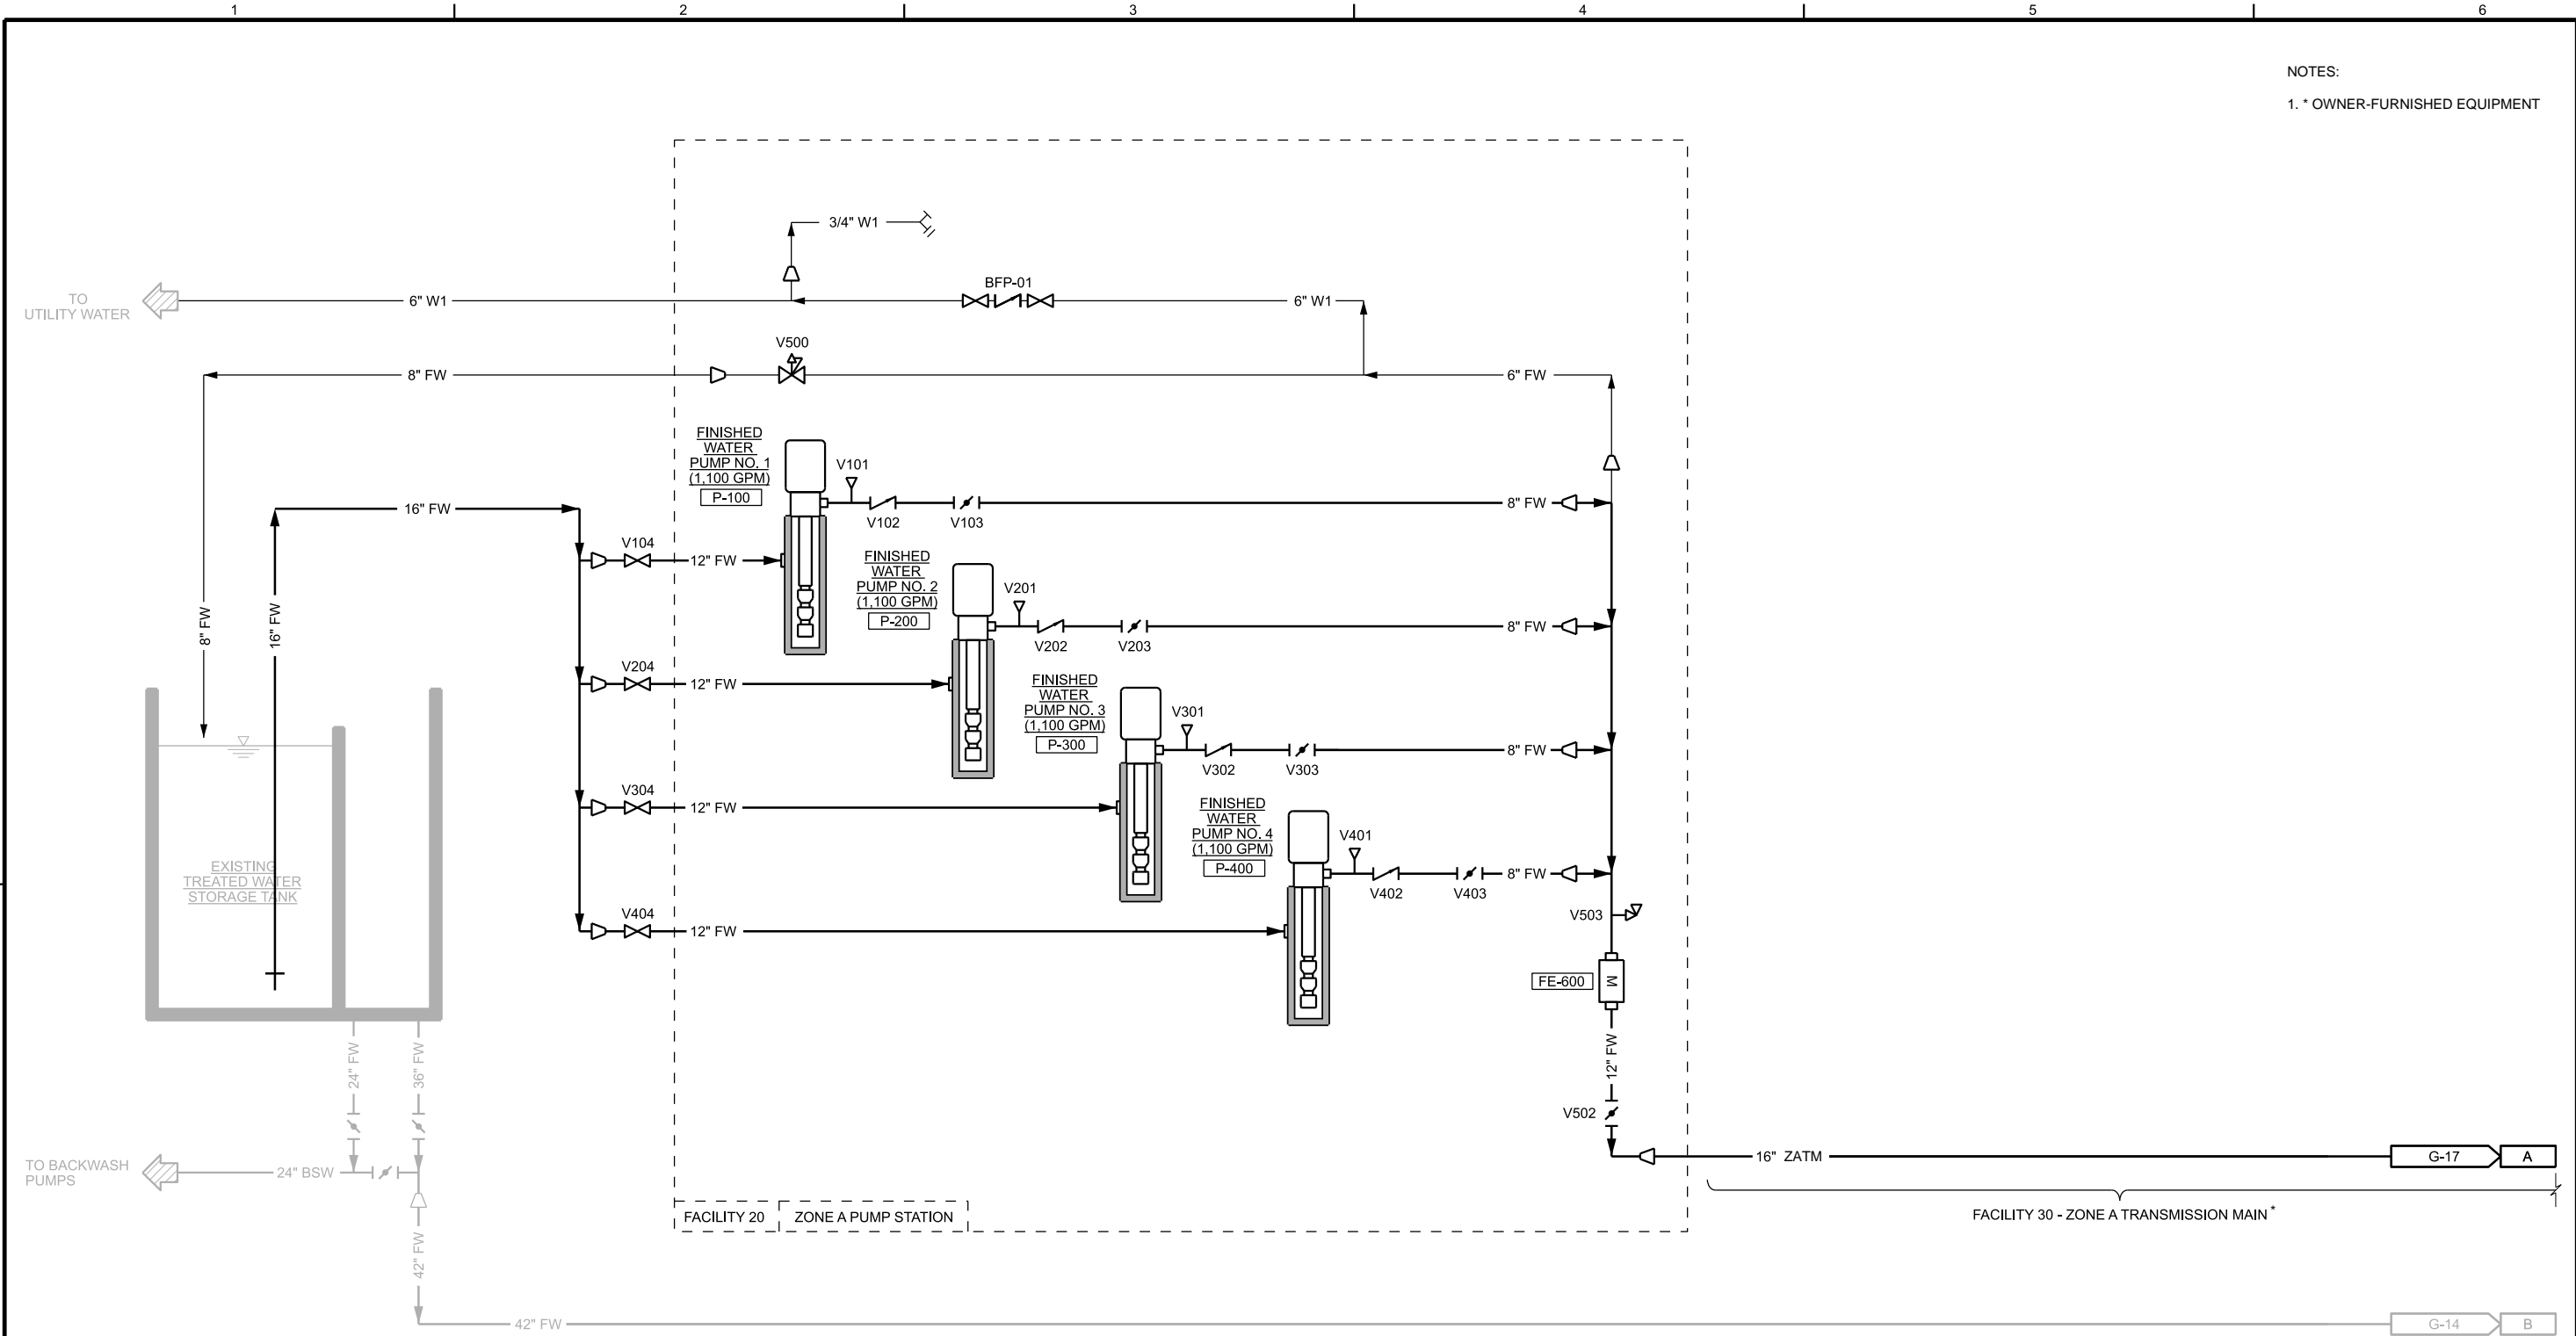 1
2
3
4
5
6
NOTES:
1. * OWNER-FURNISHED EQUIPMENT
3/4" W1
TO
UTILITY WATER
6" W1
BFP-01
6" W1
V500
8" FW
6" FW
FINISHED
WATER
PUMP NO. 1
(1,100 GPM)
P-100
V101
V102
V103
8" FW
16" FW
V104
12" FW
FINISHED
WATER
PUMP NO. 2
(1,100 GPM)
P-200
V201
V202
V203
8" FW
8" FW
16" FW
V204
12" FW
FINISHED
WATER
PUMP NO. 3
(1,100 GPM)
P-300
V301
V302
V303
8" FW
V304
12" FW
FINISHED
WATER
PUMP NO. 4
(1,100 GPM)
P-400
V401
V402
V403
8" FW
EXISTING
TREATED WATER
STORAGE TANK
V404
12" FW
V503
FE-600
M
12" FW
V502
24" FW
36" FW
TO BACKWASH
PUMPS
24" BSW
16" ZATM
G-17
A
FACILITY 20
ZONE A PUMP STATION
FACILITY 30 - ZONE A TRANSMISSION MAIN *
42" FW
42" FW
G-14
B